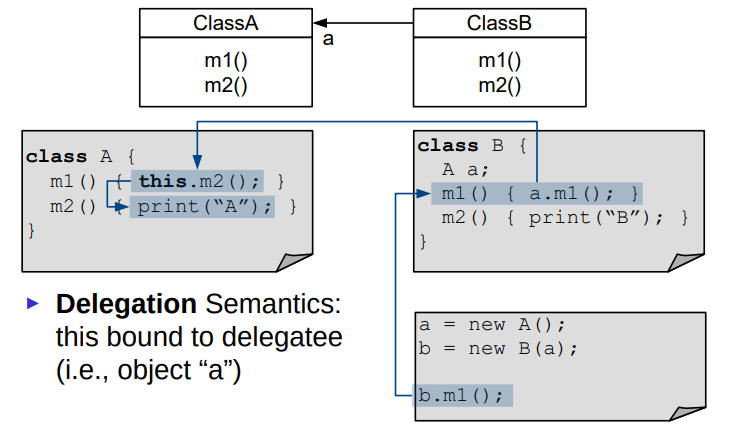 ClassA
m1()
m2()
a
ClassB
m1()
m2()
class A {
m1() { this.m2(); }
m2() { print(“A”); }
}
class B {
A a;
m1() { a.m1(); }
m2() { print(“B”); }
}
Delegation Semantics:
this bound to delegatee
(i.e., object “a”)
a = new A();
b = new B(a);
b.m1();